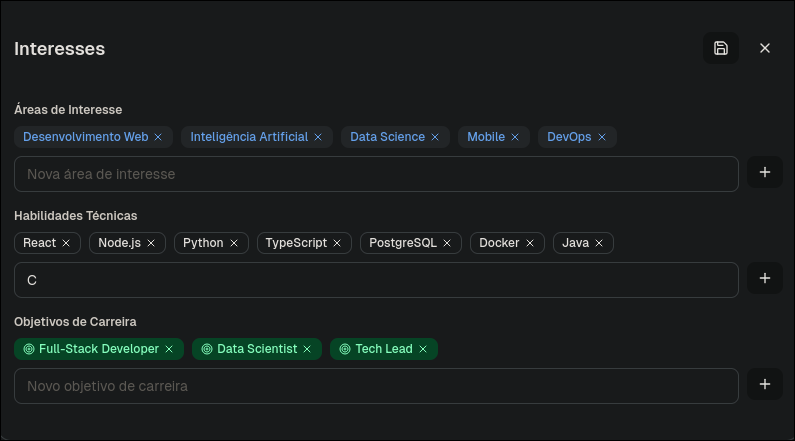 Interesses
Áreas de Interesse
Desenvolvimento Web Inteligência Artificial Data Science Mobile DevOps
Nova área de interesse
Habilidades Técnicas
React Node.js Python TypeScript PostgreSQL Docker Java
C
Objetivos de Carreira
Full-Stack Developer Data Scientist Tech Lead
Novo objetivo de carreira